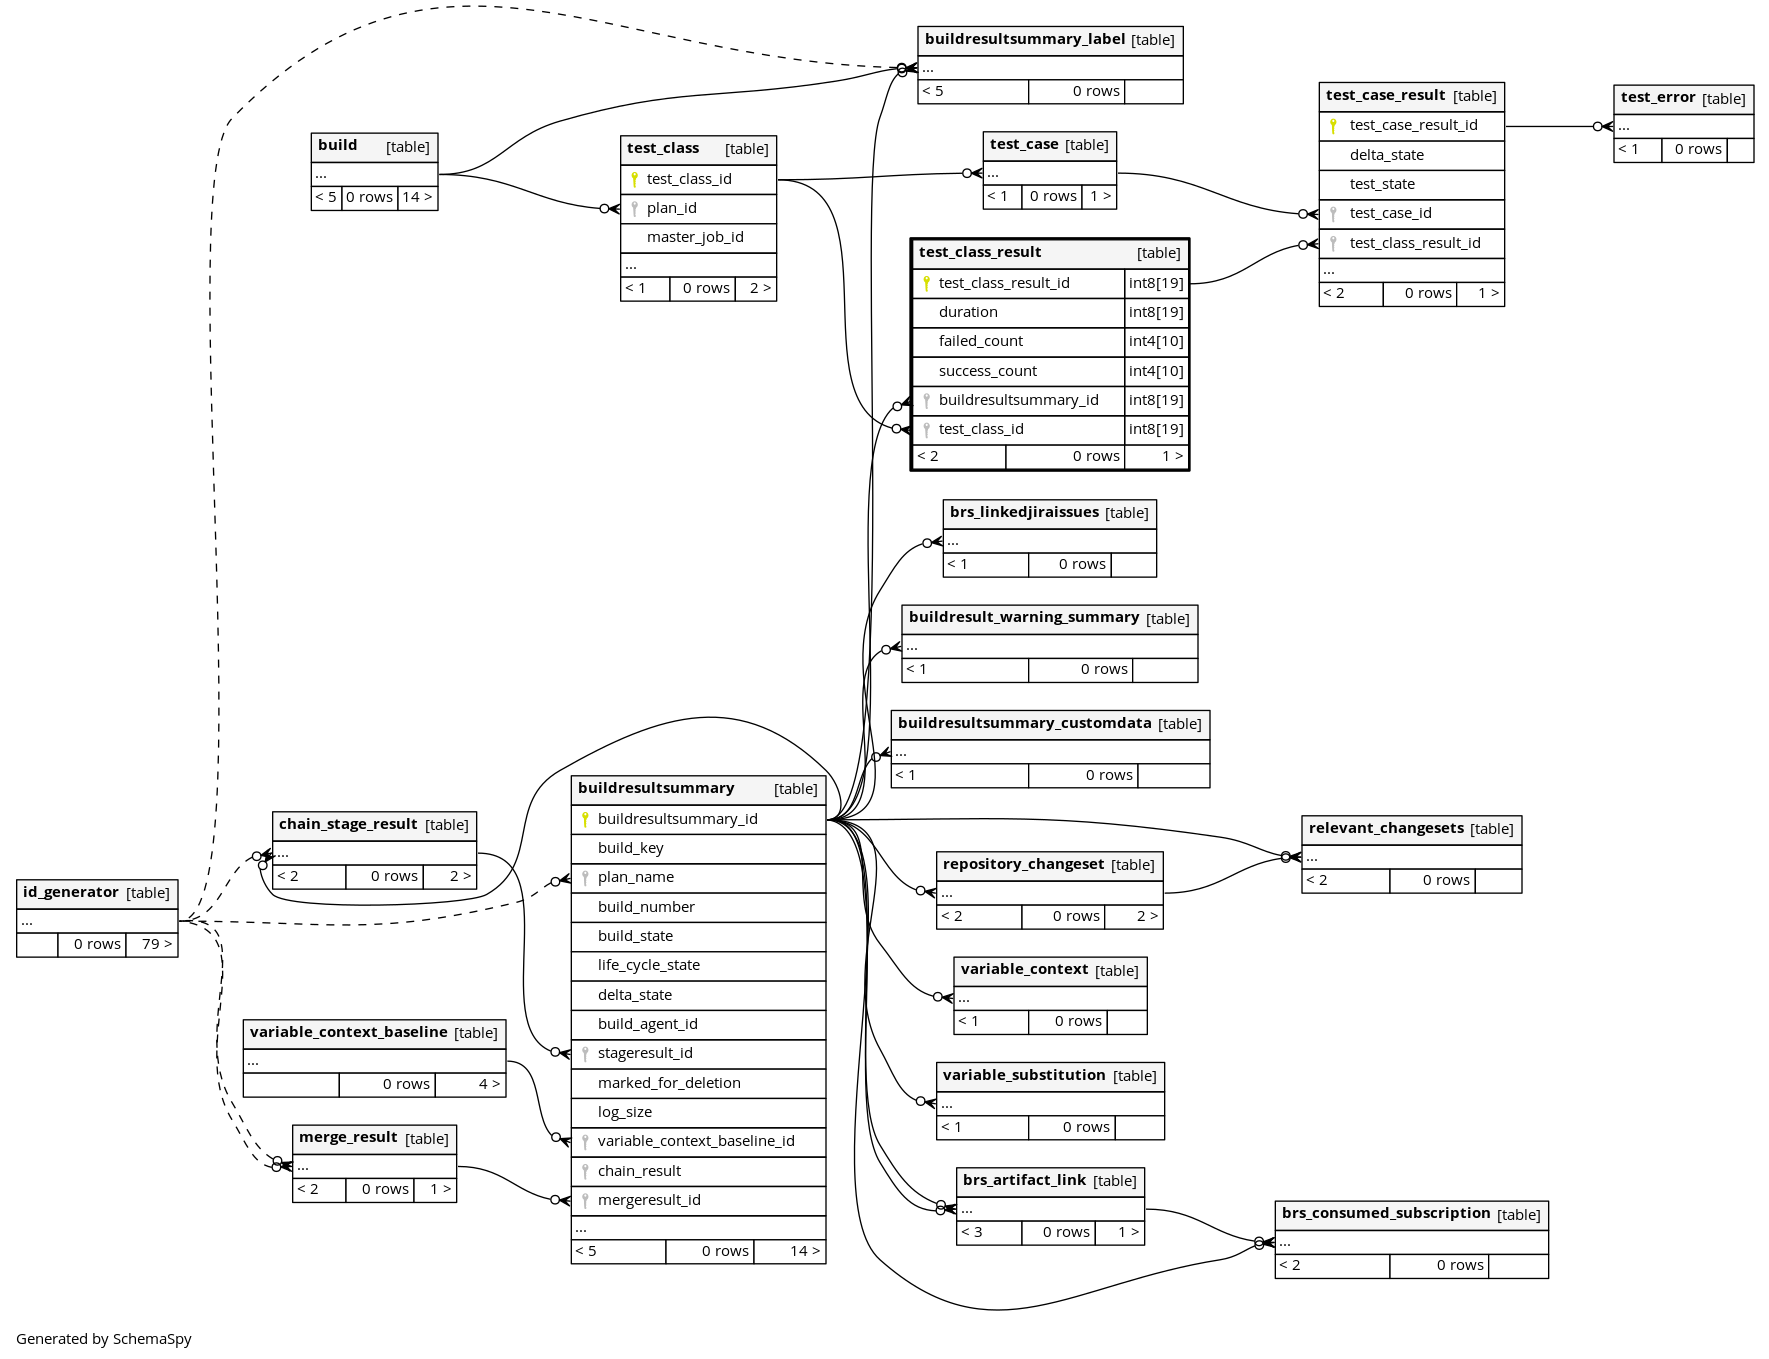 buildresultsummary_label [table]
...
< 5 0 rows
build [table]
...
< 5 0 rows 14 >
test_class [table]
test_class_id
plan_id
master_job_id
...
< 1 0 rows 2 >
test_case [table]
...
< 1 0 rows 1 >
test_case_result [table]
test_case_result_id
delta_state
test_state
test_case_id
test_class_result_id
...
< 2 0 rows 1 >
test_error [table]
...
< 1 0 rows
test_class_result [table]
test_class_result_id int8[19]
duration int8[19]
failed_count int4[10]
success_count int4[10]
buildresultsummary_id int8[19]
test_class_id int8[19]
< 2 0 rows 1 >
brs_linkedjiraissues [table]
...
< 1 0 rows
buildresult_warning_summary [table]
...
< 1 0 rows
buildresultsummary_customdata [table]
...
< 1 0 rows
buildresultsummary [table]
buildresultsummary_id
build_key
plan_name
build_number
build_state
life_cycle_state
delta_state
build_agent_id
stageresult_id
marked_for_deletion
log_size
variable_context_baseline_id
chain_result
mergeresult_id
...
< 5 0 rows 14 >
chain_stage_result [table]
...
< 2 0 rows 2 >
id_generator [table]
...
0 rows 79 >
variable_context_baseline [table]
...
0 rows 4 >
merge_result [table]
...
< 2 0 rows 1 >
relevant_changesets [table]
...
< 2 0 rows
repository_changeset [table]
...
< 2 0 rows 2 >
variable_context [table]
...
< 1 0 rows
variable_substitution [table]
...
< 1 0 rows
brs_artifact_link [table]
...
< 3 0 rows 1 >
brs_consumed_subscription [table]
...
< 2 0 rows
Generated by SchemaSpy